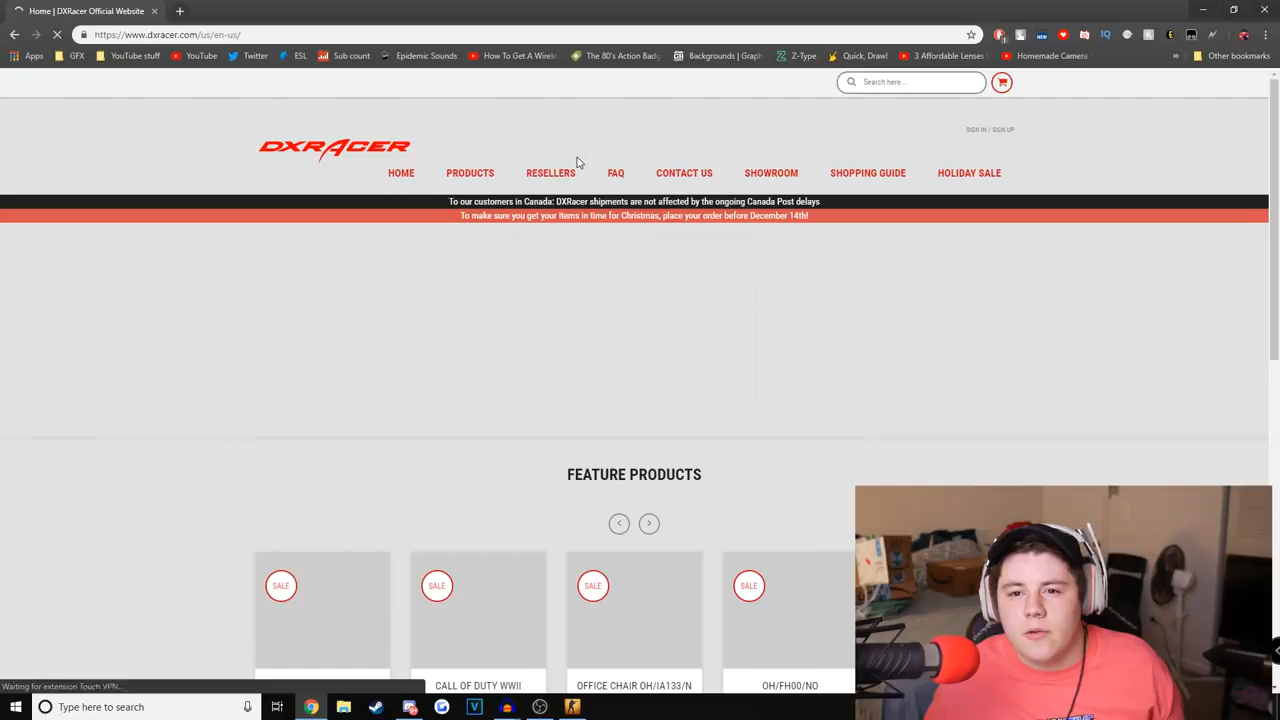 Home | DXRacer Official Website
https://www.dxracer.com/us/en-us/
Apps GFX YouTube stuff YouTube Twitter ESL Sub count Epidemic Sounds How To Get A Wirele The 80's Action Badg Backgrounds | Graph Z-Type Quick, Draw! 3 Affordable Lenses Homemade Camera Other bookmarks
Search here...
SIGN IN / SIGN UP
DXRACER
HOME PRODUCTS RESELLERS FAQ CONTACT US SHOWROOM SHOPPING GUIDE HOLIDAY SALE
To our customers in Canada: DXRacer shipments are not affected by the ongoing Canada Post delays
To make sure you get your items in time for Christmas, place your order before December 14th!
FEATURE PRODUCTS
SALE SALE SALE SALE
CALL OF DUTY WWII OFFICE CHAIR OH/IA133/N OH/FH00/NO
Waiting for extension Touch VPN...
Type here to search